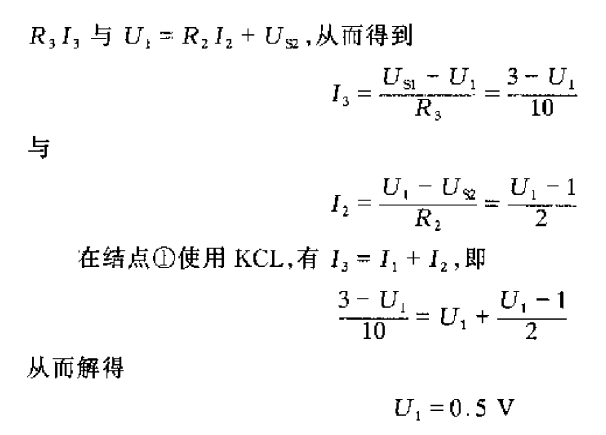 R₃I₃ 与 U₁ = R₂I₂ + U_S2,从而得到
I₃ = (U_S1 − U₁)/R₃ = (3 − U₁)/10
与
I₂ = (U₁ − U_S2)/R₂ = (U₁ − 1)/2
在结点①使用 KCL,有 I₃ = I₁ + I₂,即
(3 − U₁)/10 = U₁ + (U₁ − 1)/2
从而解得
U₁ = 0.5 V